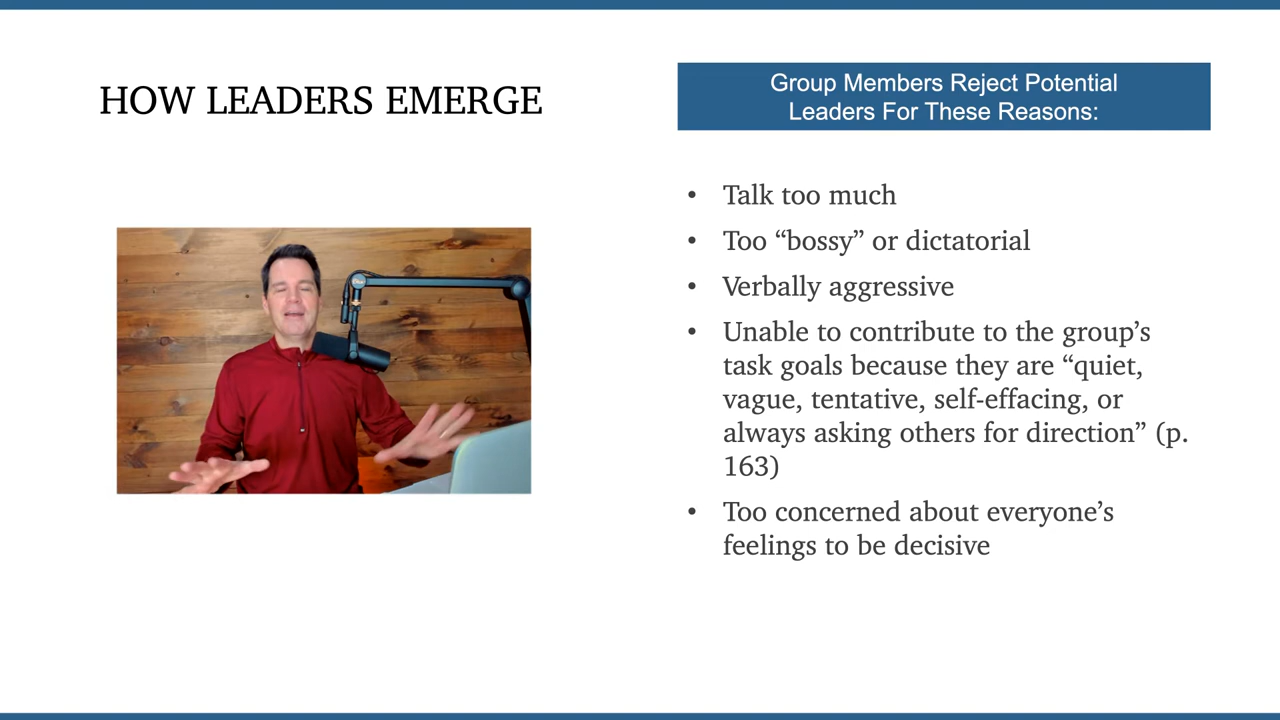 HOW LEADERS EMERGE
Group Members Reject Potential
Leaders For These Reasons:
• Talk too much
• Too “bossy” or dictatorial
• Verbally aggressive
• Unable to contribute to the group’s
task goals because they are “quiet,
vague, tentative, self-effacing, or
always asking others for direction” (p.
163)
• Too concerned about everyone’s
feelings to be decisive